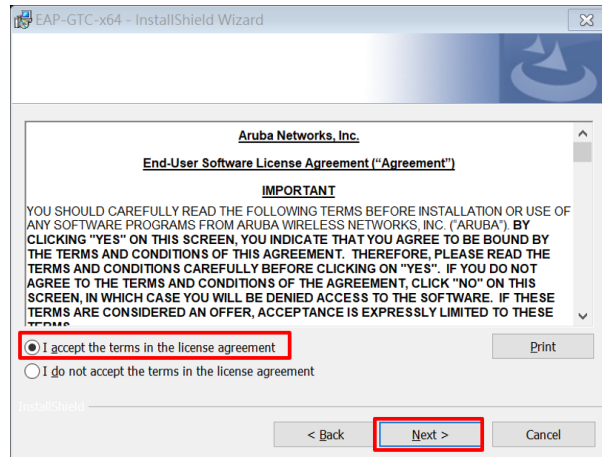 EAP-GTC-x64 - InstallShield Wizard
Aruba Networks, Inc.
End-User Software License Agreement (“Agreement”)
IMPORTANT
YOU SHOULD CAREFULLY READ THE FOLLOWING TERMS BEFORE INSTALLATION OR USE OF
ANY SOFTWARE PROGRAMS FROM ARUBA WIRELESS NETWORKS, INC. ("ARUBA"). BY
CLICKING "YES" ON THIS SCREEN, YOU INDICATE THAT YOU AGREE TO BE BOUND BY
THE TERMS AND CONDITIONS OF THIS AGREEMENT. THEREFORE, PLEASE READ THE
TERMS AND CONDITIONS CAREFULLY BEFORE CLICKING ON "YES". IF YOU DO NOT
AGREE TO THE TERMS AND CONDITIONS OF THE AGREEMENT, CLICK "NO" ON THIS
SCREEN, IN WHICH CASE YOU WILL BE DENIED ACCESS TO THE SOFTWARE. IF THESE
TERMS ARE CONSIDERED AN OFFER, ACCEPTANCE IS EXPRESSLY LIMITED TO THESE
TERMS
I accept the terms in the license agreement
Print
I do not accept the terms in the license agreement
InstallShield
< Back
Next >
Cancel